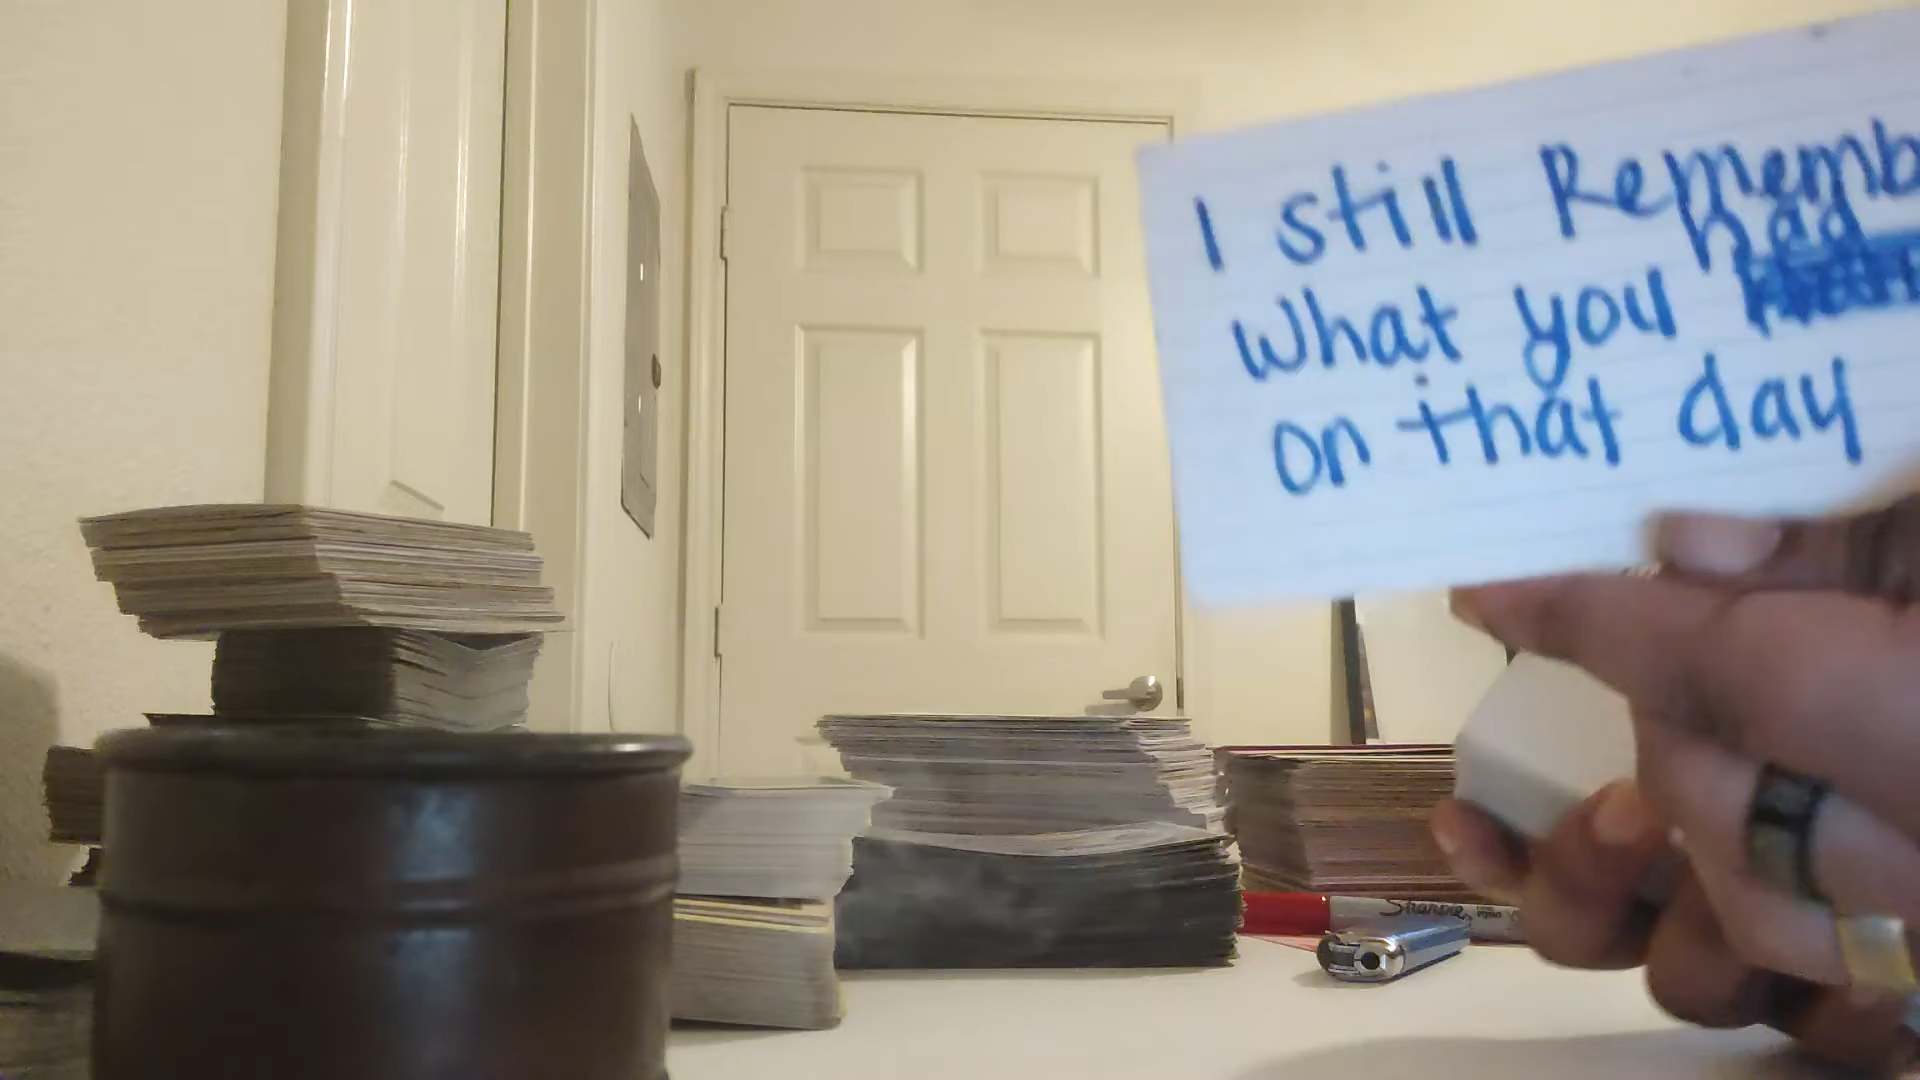 I still Rememb
had
what you
on that day
Sharpie